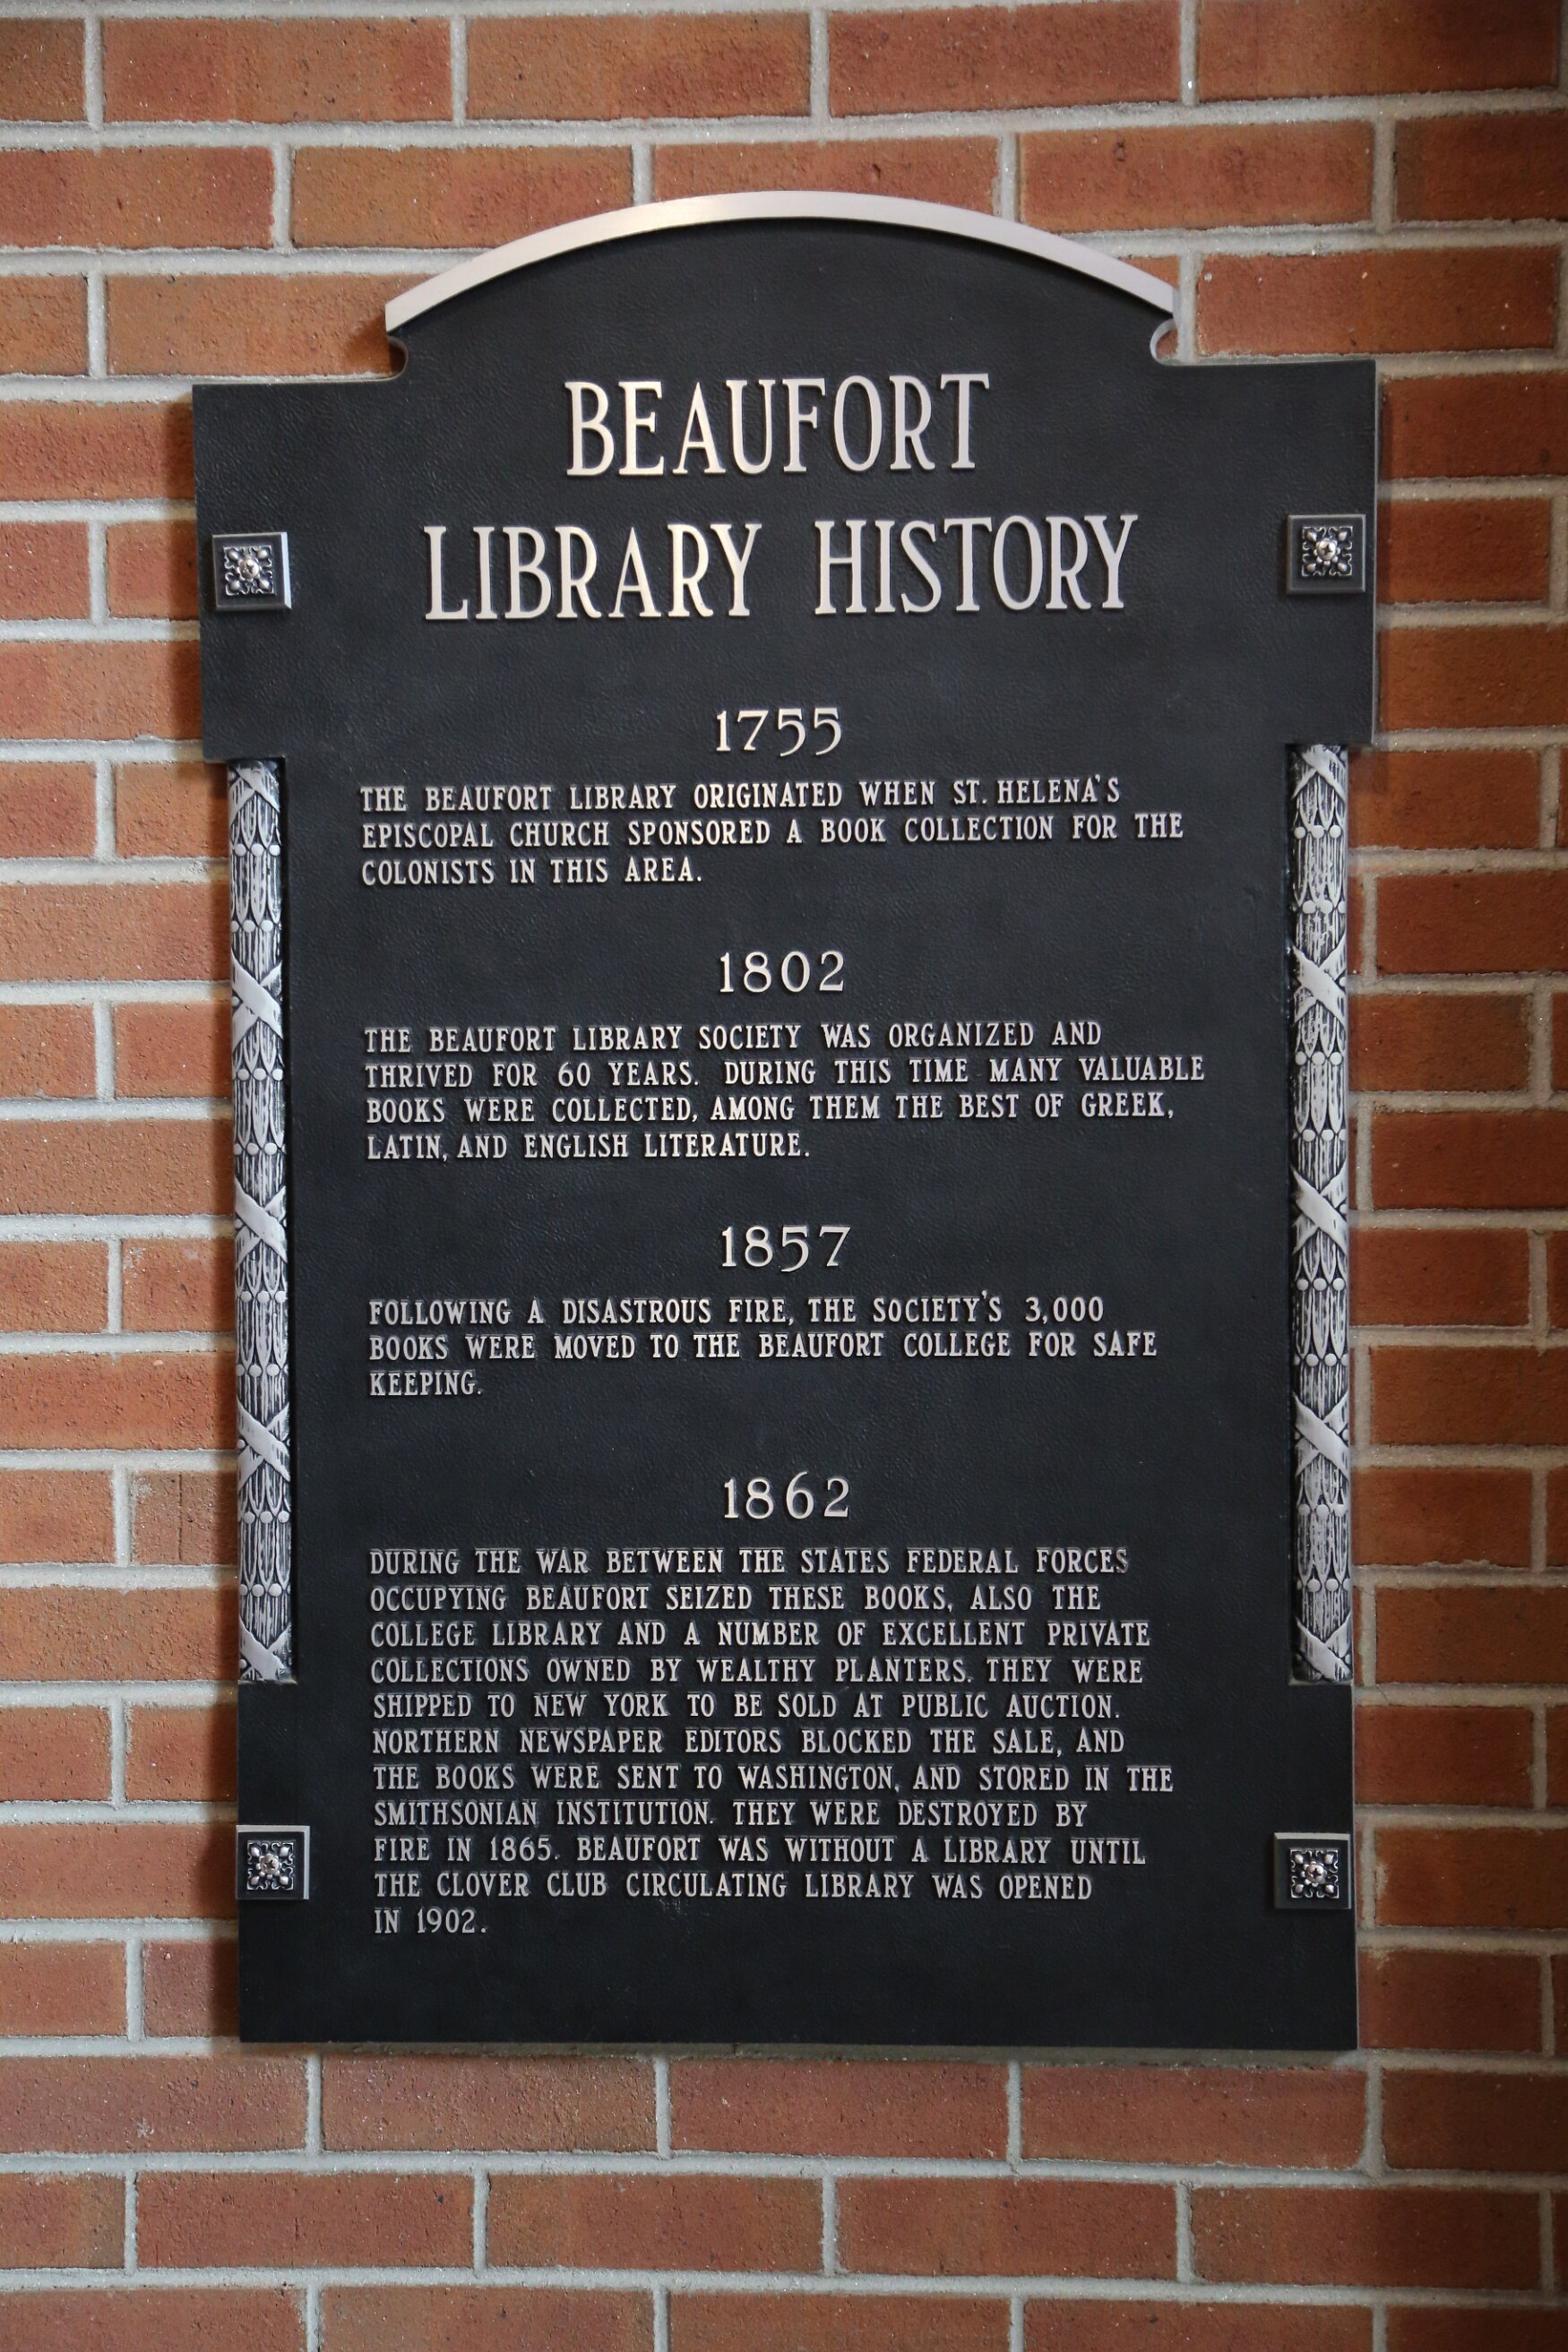 BEAUFORT
LIBRARY HISTORY
1755
THE BEAUFORT LIBRARY ORIGINATED WHEN ST. HELENA'S
EPISCOPAL CHURCH SPONSORED A BOOK COLLECTION FOR THE
COLONISTS IN THIS AREA.
1802
THE BEAUFORT LIBRARY SOCIETY WAS ORGANIZED AND
THRIVED FOR 60 YEARS. DURING THIS TIME MANY VALUABLE
BOOKS WERE COLLECTED, AMONG THEM THE BEST OF GREEK,
LATIN, AND ENGLISH LITERATURE.
1857
FOLLOWING A DISASTROUS FIRE, THE SOCIETY'S 3,000
BOOKS WERE MOVED TO THE BEAUFORT COLLEGE FOR SAFE
KEEPING.
1862
DURING THE WAR BETWEEN THE STATES FEDERAL FORCES
OCCUPYING BEAUFORT SEIZED THESE BOOKS, ALSO THE
COLLEGE LIBRARY AND A NUMBER OF EXCELLENT PRIVATE
COLLECTIONS OWNED BY WEALTHY PLANTERS. THEY WERE
SHIPPED TO NEW YORK TO BE SOLD AT PUBLIC AUCTION.
NORTHERN NEWSPAPER EDITORS BLOCKED THE SALE, AND
THE BOOKS WERE SENT TO WASHINGTON, AND STORED IN THE
SMITHSONIAN INSTITUTION. THEY WERE DESTROYED BY
FIRE IN 1865. BEAUFORT WAS WITHOUT A LIBRARY UNTIL
THE CLOVER CLUB CIRCULATING LIBRARY WAS OPENED
IN 1902.